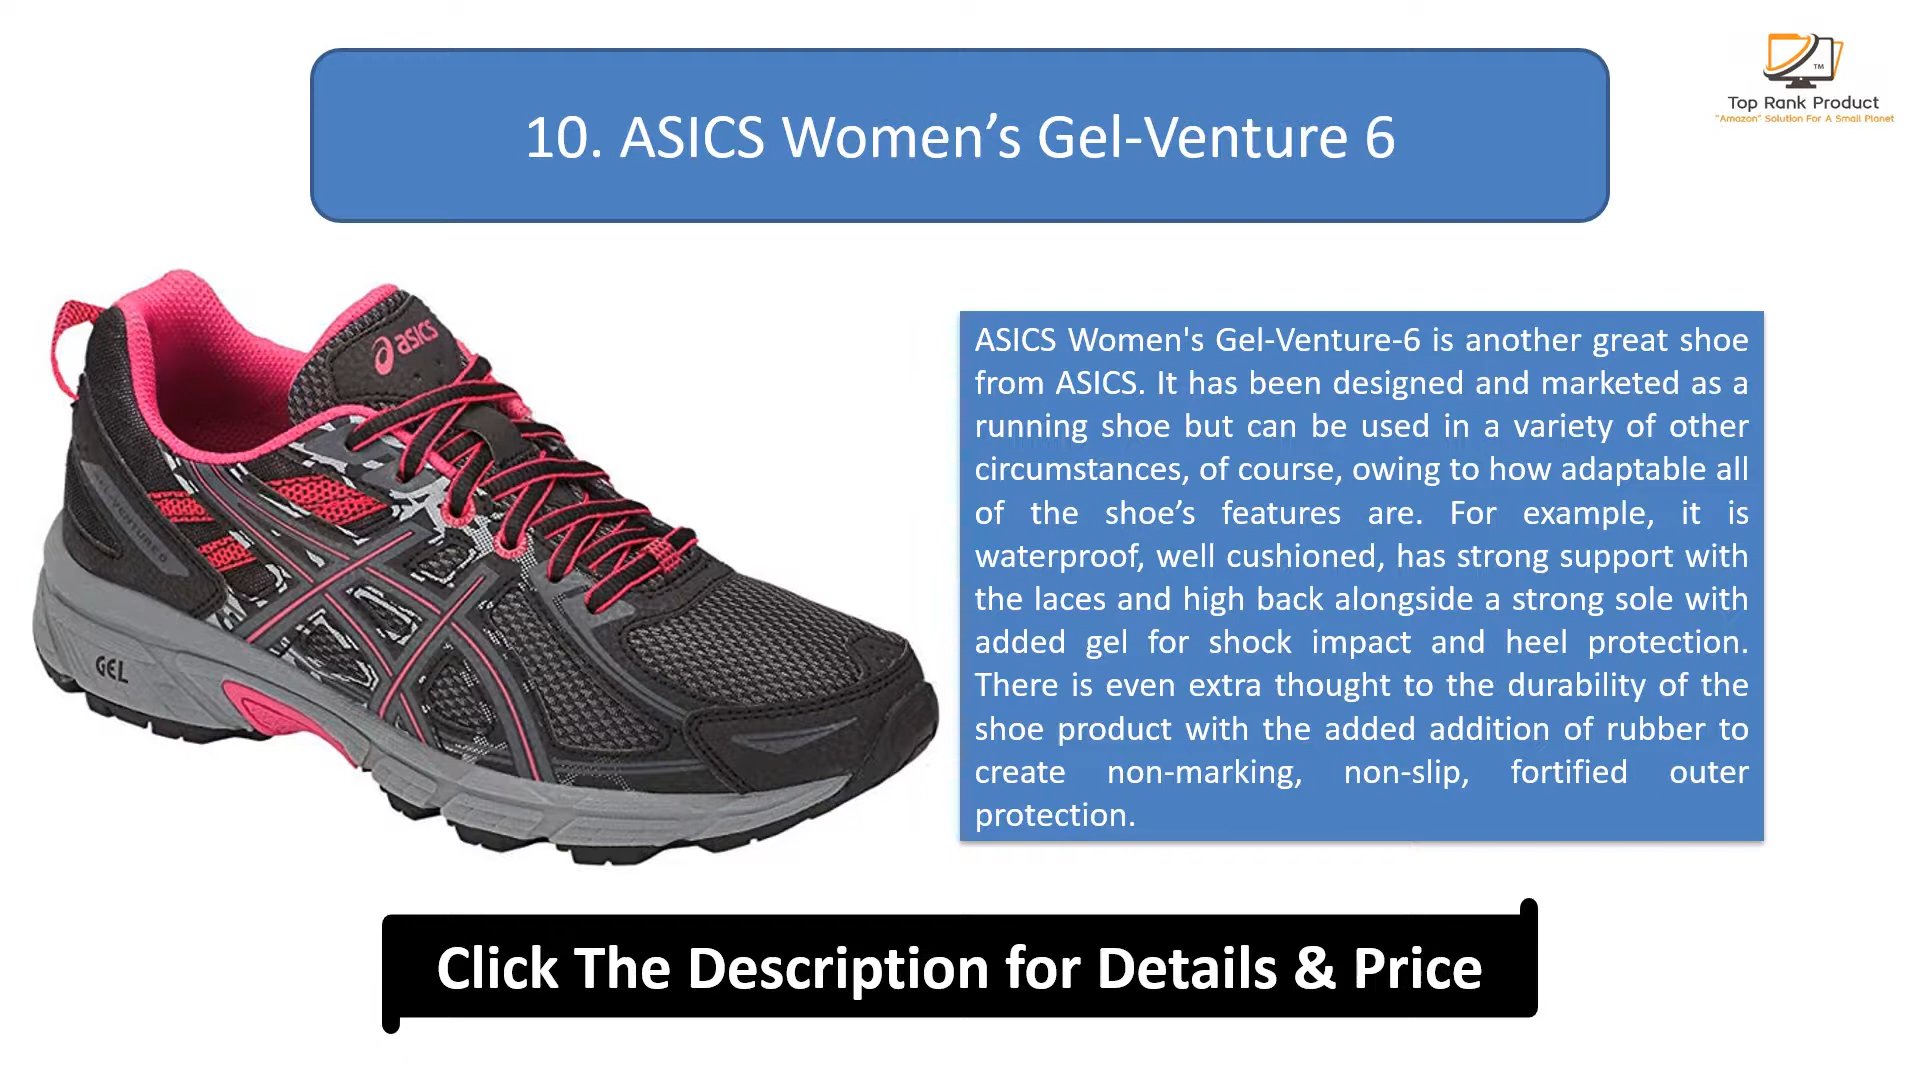 10. ASICS Women’s Gel-Venture 6
TM
Top Rank Product
"Amazon" Solution For A Small Planet
asics
GEL
ASICS Women's Gel-Venture-6 is another great shoe
from ASICS. It has been designed and marketed as a
running shoe but can be used in a variety of other
circumstances, of course, owing to how adaptable all
of the shoe’s features are. For example, it is
waterproof, well cushioned, has strong support with
the laces and high back alongside a strong sole with
added gel for shock impact and heel protection.
There is even extra thought to the durability of the
shoe product with the added addition of rubber to
create non-marking, non-slip, fortified outer
protection.
Click The Description for Details & Price